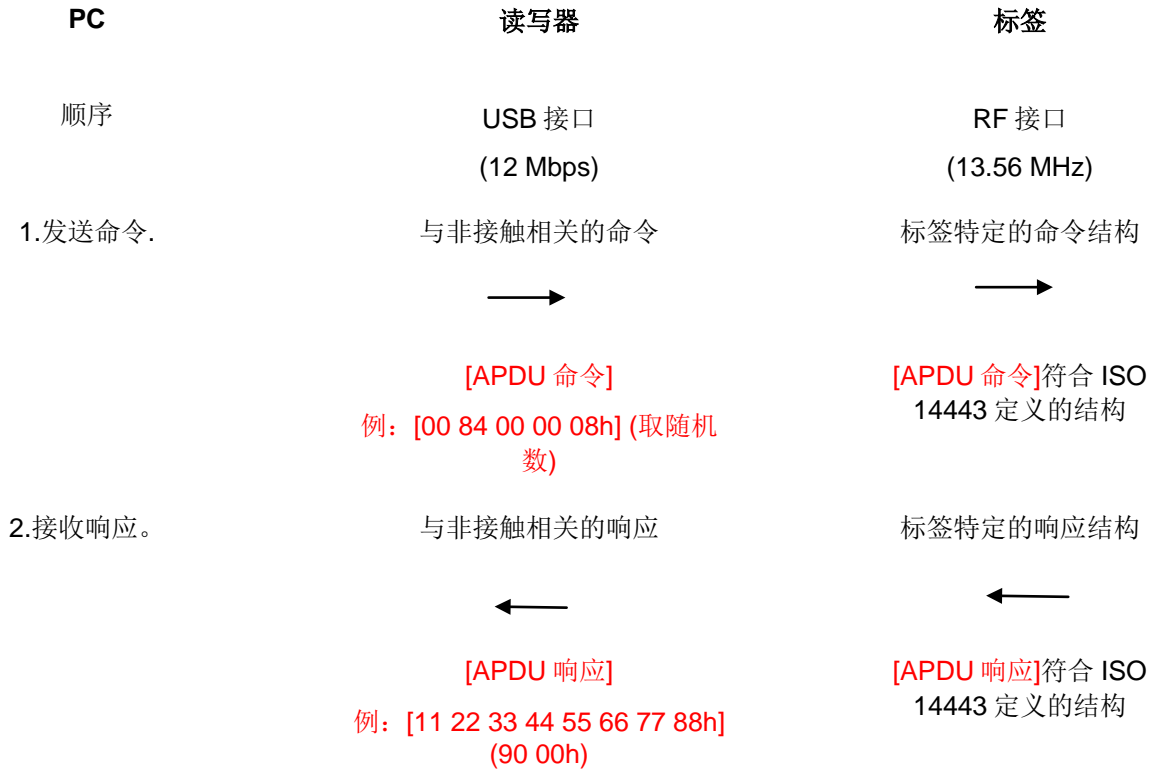 PC 读写器 标签
顺序 USB 接口 RF 接口
(12 Mbps) (13.56 MHz)
1.发送命令. 与非接触相关的命令 标签特定的命令结构
[APDU 命令] [APDU 命令]符合 ISO
14443 定义的结构
例：[00 84 00 00 08h] (取随机
数)
2.接收响应。 与非接触相关的响应 标签特定的响应结构
[APDU 响应] [APDU 响应]符合 ISO
14443 定义的结构
例：[11 22 33 44 55 66 77 88h]
(90 00h)